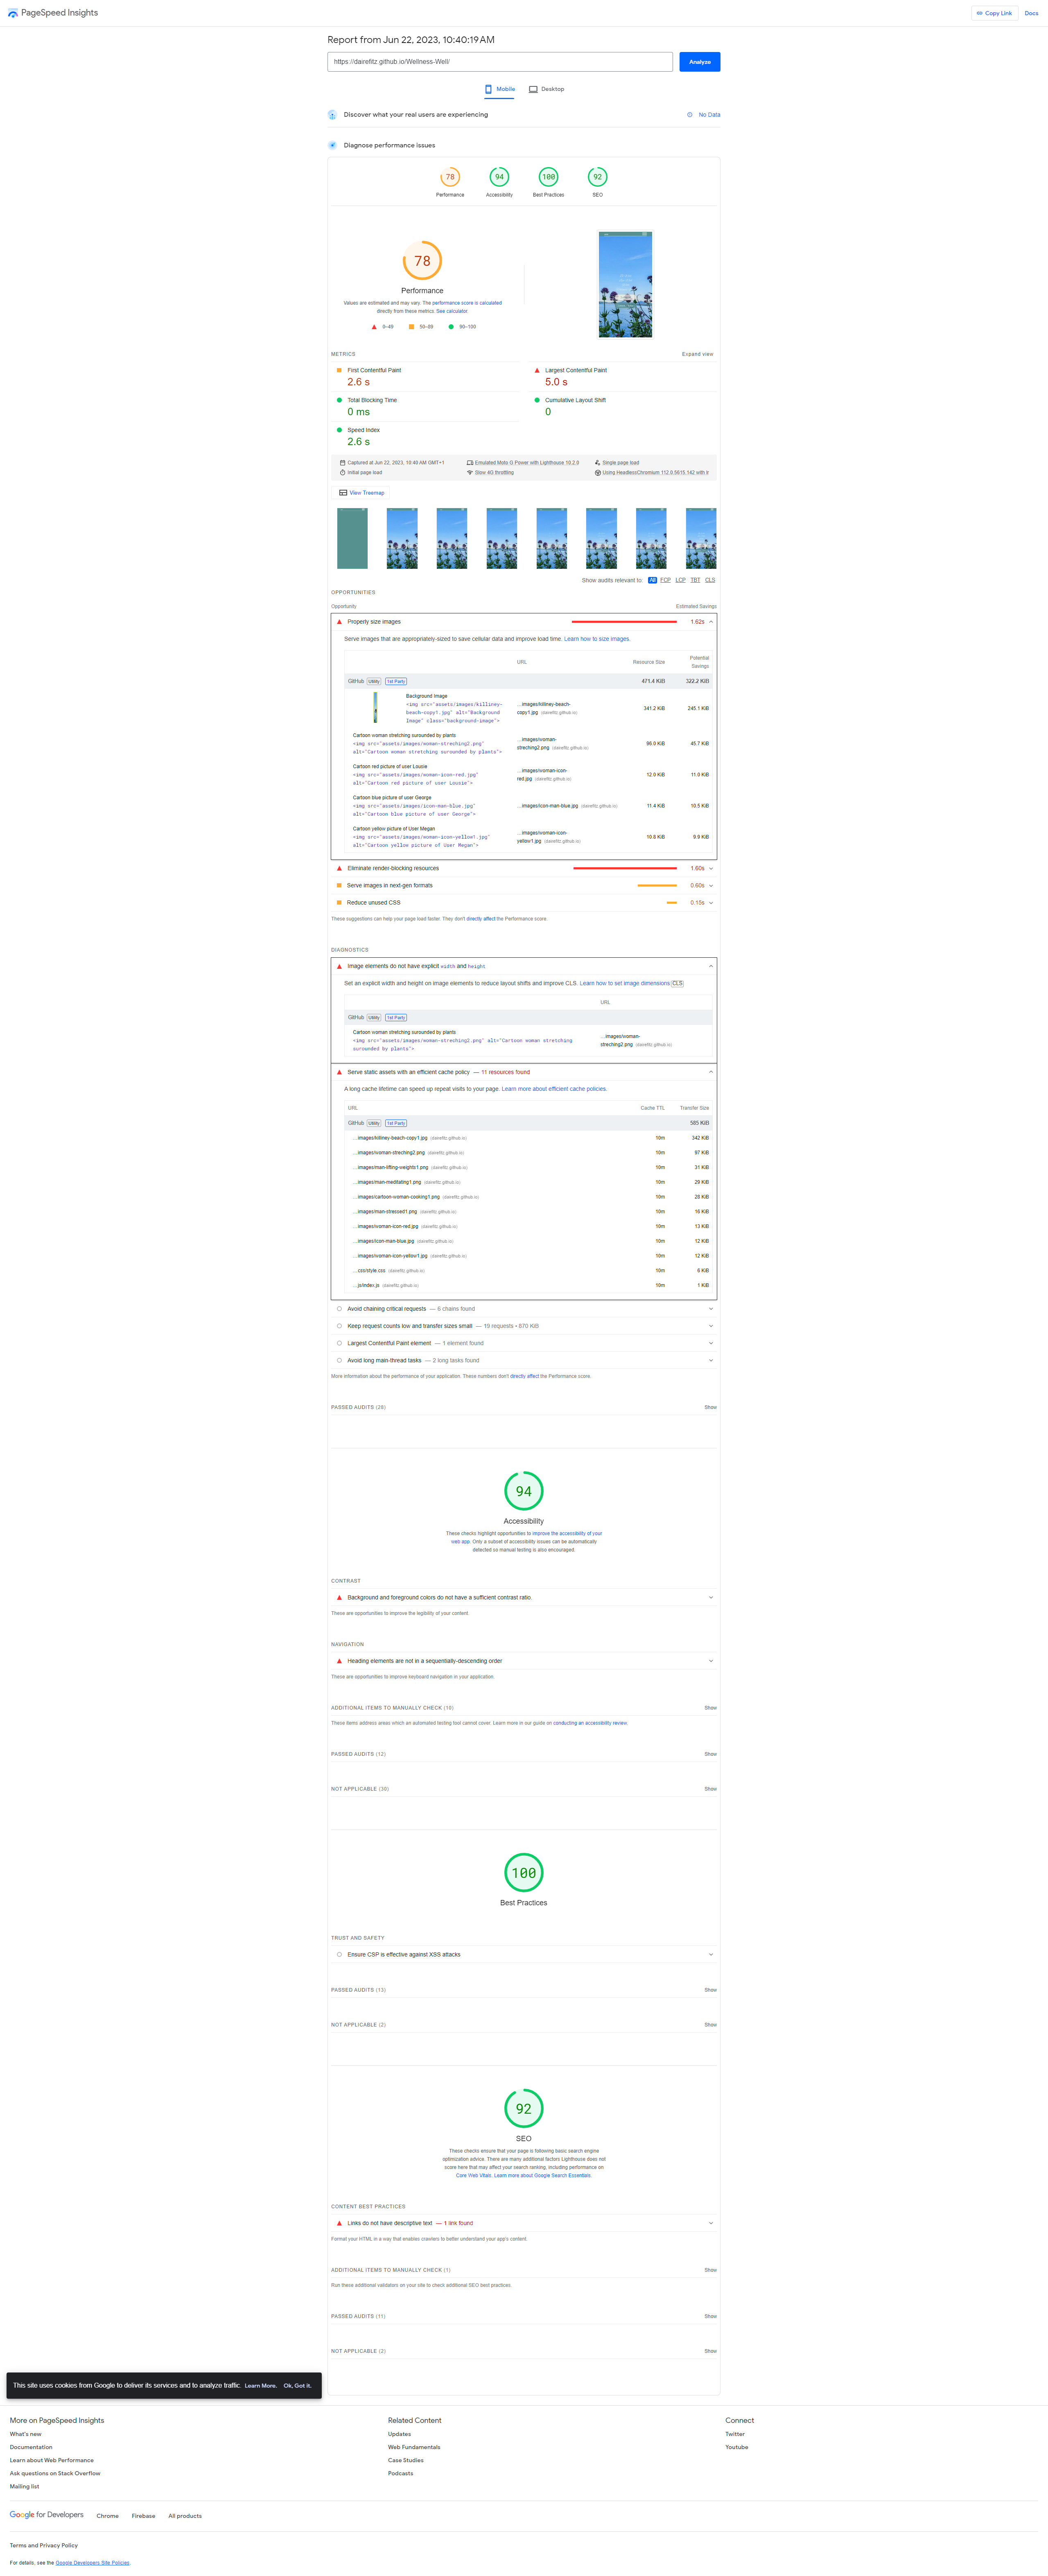 PageSpeed Insights
Copy Link
Docs
Report from Jun 22, 2023, 10:40:19 AM
https://dairefitz.github.io/Wellness-Well/
Analyze
Mobile
Desktop
Discover what your real users are experiencing
No Data
Diagnose performance issues
78
94
100
92
Performance
Accessibility
Best Practices
SEO
78
Performance
Values are estimated and may vary. The performance score is calculated
directly from these metrics. See calculator.
0–49
50–89
90–100
METRICS
Expand view
First Contentful Paint
2.6 s
Largest Contentful Paint
5.0 s
Total Blocking Time
0 ms
Cumulative Layout Shift
0
Speed Index
2.6 s
Captured at Jun 22, 2023, 10:40 AM GMT+1
Emulated Moto G Power with Lighthouse 10.2.0
Single page load
Initial page load
Slow 4G throttling
Using HeadlessChromium 112.0.5615.142 with lr
View Treemap
Show audits relevant to: All FCP LCP TBT CLS
OPPORTUNITIES
Opportunity
Estimated Savings
Properly size images
1.62s
Serve images that are appropriately-sized to save cellular data and improve load time. Learn how to size images.
URL
Resource Size
Potential
Savings
GitHub Utility 1st Party
471.4 KiB
322.2 KiB
Background Image
<img src="assets/images/killiney-
beach-copy1.jpg" alt="Background
Image" class="background-image">
…images/killiney-beach-
copy1.jpg (dairefitz.github.io)
341.2 KiB
245.1 KiB
Cartoon woman stretching surounded by plants
<img src="assets/images/woman-streching2.png"
alt="Cartoon woman stretching surounded by plants">
…images/woman-
streching2.png (dairefitz.github.io)
96.0 KiB
45.7 KiB
Cartoon red picture of user Lousie
<img src="assets/images/woman-icon-red.jpg"
alt="Cartoon red picture of user Lousie">
…images/woman-icon-
red.jpg (dairefitz.github.io)
12.0 KiB
11.0 KiB
Cartoon blue picture of user George
<img src="assets/images/icon-man-blue.jpg"
alt="Cartoon blue picture of user George">
…images/icon-man-blue.jpg (dairefitz.github.io)
11.4 KiB
10.5 KiB
Cartoon yellow picture of User Megan
<img src="assets/images/woman-icon-yellow1.jpg"
alt="Cartoon yellow picture of User Megan">
…images/woman-icon-
yellow1.jpg (dairefitz.github.io)
10.8 KiB
9.9 KiB
Eliminate render-blocking resources
1.60s
Serve images in next-gen formats
0.60s
Reduce unused CSS
0.15s
These suggestions can help your page load faster. They don't directly affect the Performance score.
DIAGNOSTICS
Image elements do not have explicit width and height
Set an explicit width and height on image elements to reduce layout shifts and improve CLS. Learn how to set image dimensions CLS
URL
GitHub Utility 1st Party
Cartoon woman stretching surounded by plants
<img src="assets/images/woman-streching2.png" alt="Cartoon woman stretching
surounded by plants">
…images/woman-
streching2.png (dairefitz.github.io)
Serve static assets with an efficient cache policy — 11 resources found
A long cache lifetime can speed up repeat visits to your page. Learn more about efficient cache policies.
URL
Cache TTL
Transfer Size
GitHub Utility 1st Party
585 KiB
…images/killiney-beach-copy1.jpg (dairefitz.github.io) 10m 342 KiB
…images/woman-streching2.png (dairefitz.github.io) 10m 97 KiB
…images/man-lifting-weights1.png (dairefitz.github.io) 10m 31 KiB
…images/man-meditating1.png (dairefitz.github.io) 10m 29 KiB
…images/cartoon-woman-cooking1.png (dairefitz.github.io) 10m 28 KiB
…images/man-stressed1.png (dairefitz.github.io) 10m 16 KiB
…images/woman-icon-red.jpg (dairefitz.github.io) 10m 13 KiB
…images/icon-man-blue.jpg (dairefitz.github.io) 10m 12 KiB
…images/woman-icon-yellow1.jpg (dairefitz.github.io) 10m 12 KiB
…css/style.css (dairefitz.github.io) 10m 6 KiB
…js/index.js (dairefitz.github.io) 10m 1 KiB
Avoid chaining critical requests — 6 chains found
Keep request counts low and transfer sizes small — 19 requests • 870 KiB
Largest Contentful Paint element — 1 element found
Avoid long main-thread tasks — 2 long tasks found
More information about the performance of your application. These numbers don't directly affect the Performance score.
PASSED AUDITS (28)
Show
94
Accessibility
These checks highlight opportunities to improve the accessibility of your
web app. Only a subset of accessibility issues can be automatically
detected so manual testing is also encouraged.
CONTRAST
Background and foreground colors do not have a sufficient contrast ratio.
These are opportunities to improve the legibility of your content.
NAVIGATION
Heading elements are not in a sequentially-descending order
These are opportunities to improve keyboard navigation in your application.
ADDITIONAL ITEMS TO MANUALLY CHECK (10)
Show
These items address areas which an automated testing tool cannot cover. Learn more in our guide on conducting an accessibility review.
PASSED AUDITS (12)
Show
NOT APPLICABLE (30)
Show
100
Best Practices
TRUST AND SAFETY
Ensure CSP is effective against XSS attacks
PASSED AUDITS (13)
Show
NOT APPLICABLE (2)
Show
92
SEO
These checks ensure that your page is following basic search engine
optimization advice. There are many additional factors Lighthouse does not
score here that may affect your search ranking, including performance on
Core Web Vitals. Learn more about Google Search Essentials.
CONTENT BEST PRACTICES
Links do not have descriptive text — 1 link found
Format your HTML in a way that enables crawlers to better understand your app's content.
ADDITIONAL ITEMS TO MANUALLY CHECK (1)
Show
Run these additional validators on your site to check additional SEO best practices.
PASSED AUDITS (11)
Show
NOT APPLICABLE (2)
Show
This site uses cookies from Google to deliver its services and to analyze traffic. Learn More. Ok, Got it.
More on PageSpeed Insights
What's new
Documentation
Learn about Web Performance
Ask questions on Stack Overflow
Mailing list
Related Content
Updates
Web Fundamentals
Case Studies
Podcasts
Connect
Twitter
Youtube
Google for Developers
Chrome
Firebase
All products
Terms and Privacy Policy
For details, see the Google Developers Site Policies.